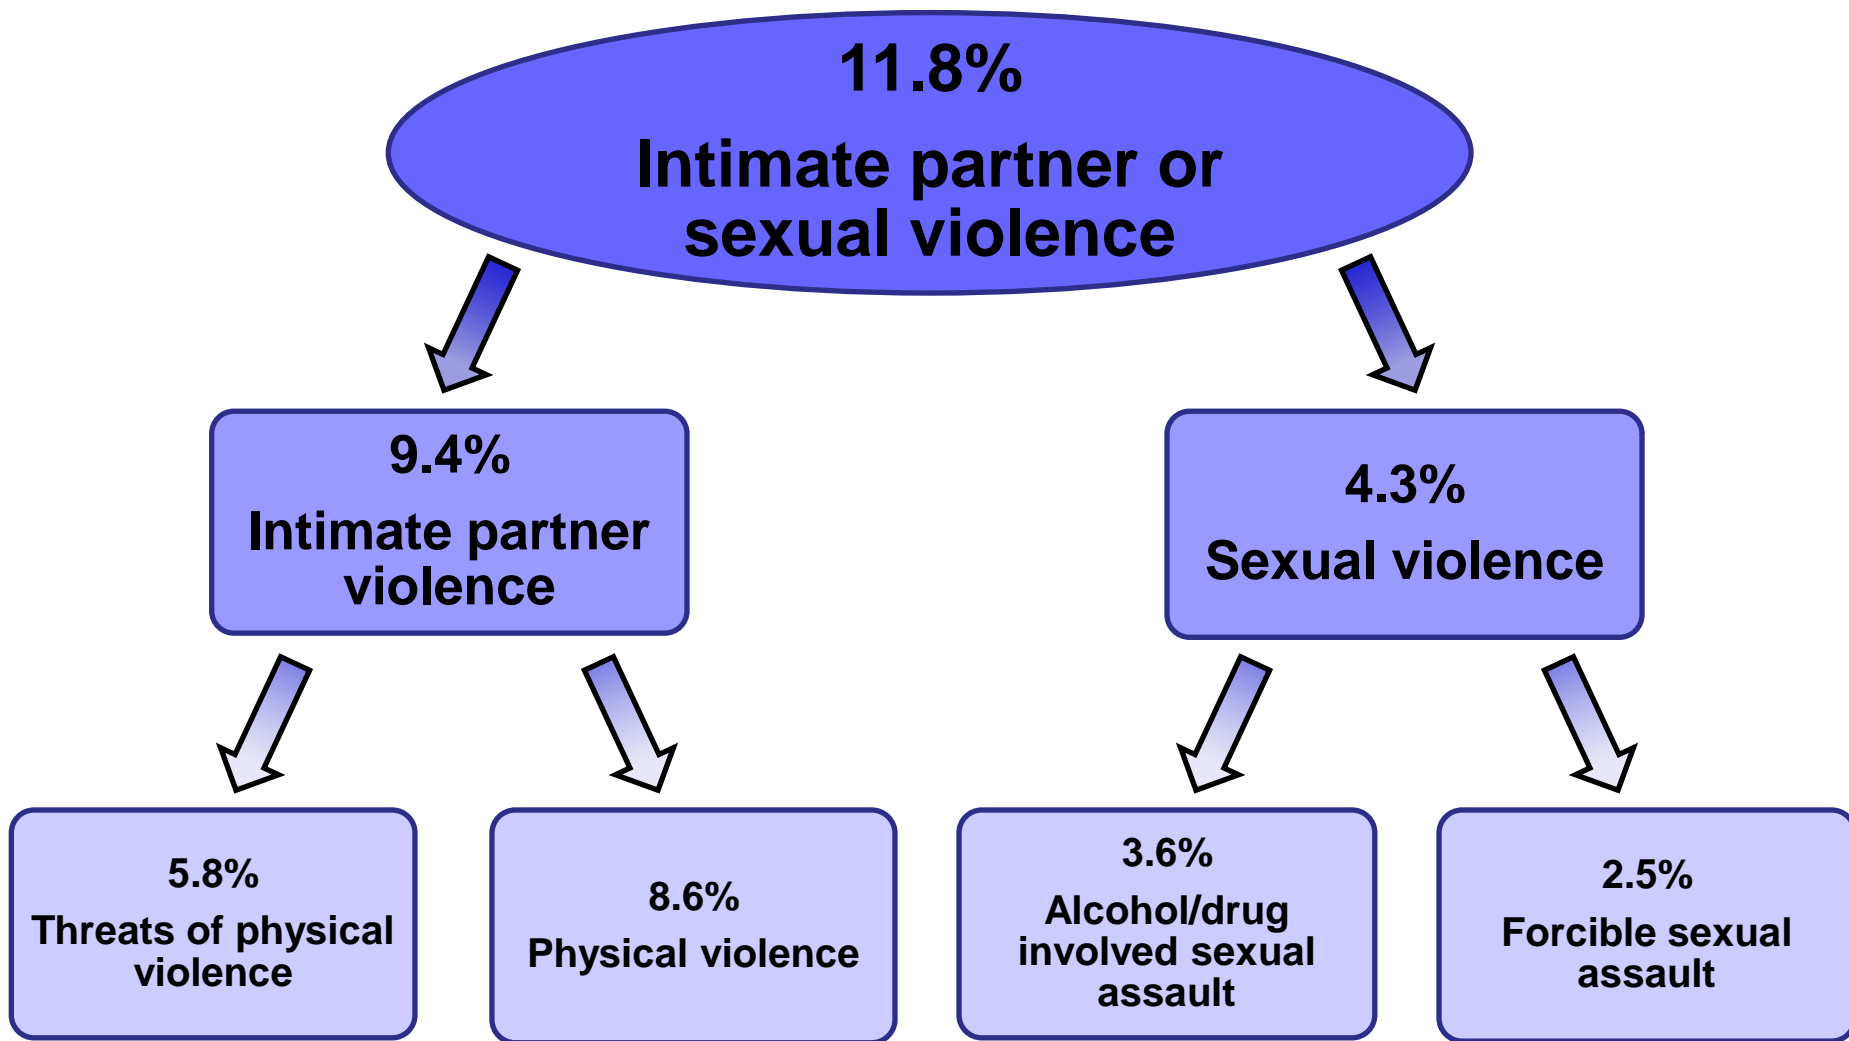 11.8%
Intimate partner or
sexual violence
9.4%
Intimate partner
violence
4.3%
Sexual violence
5.8%
Threats of physical
violence
8.6%
Physical violence
3.6%
Alcohol/drug
involved sexual
assault
2.5%
Forcible sexual
assault